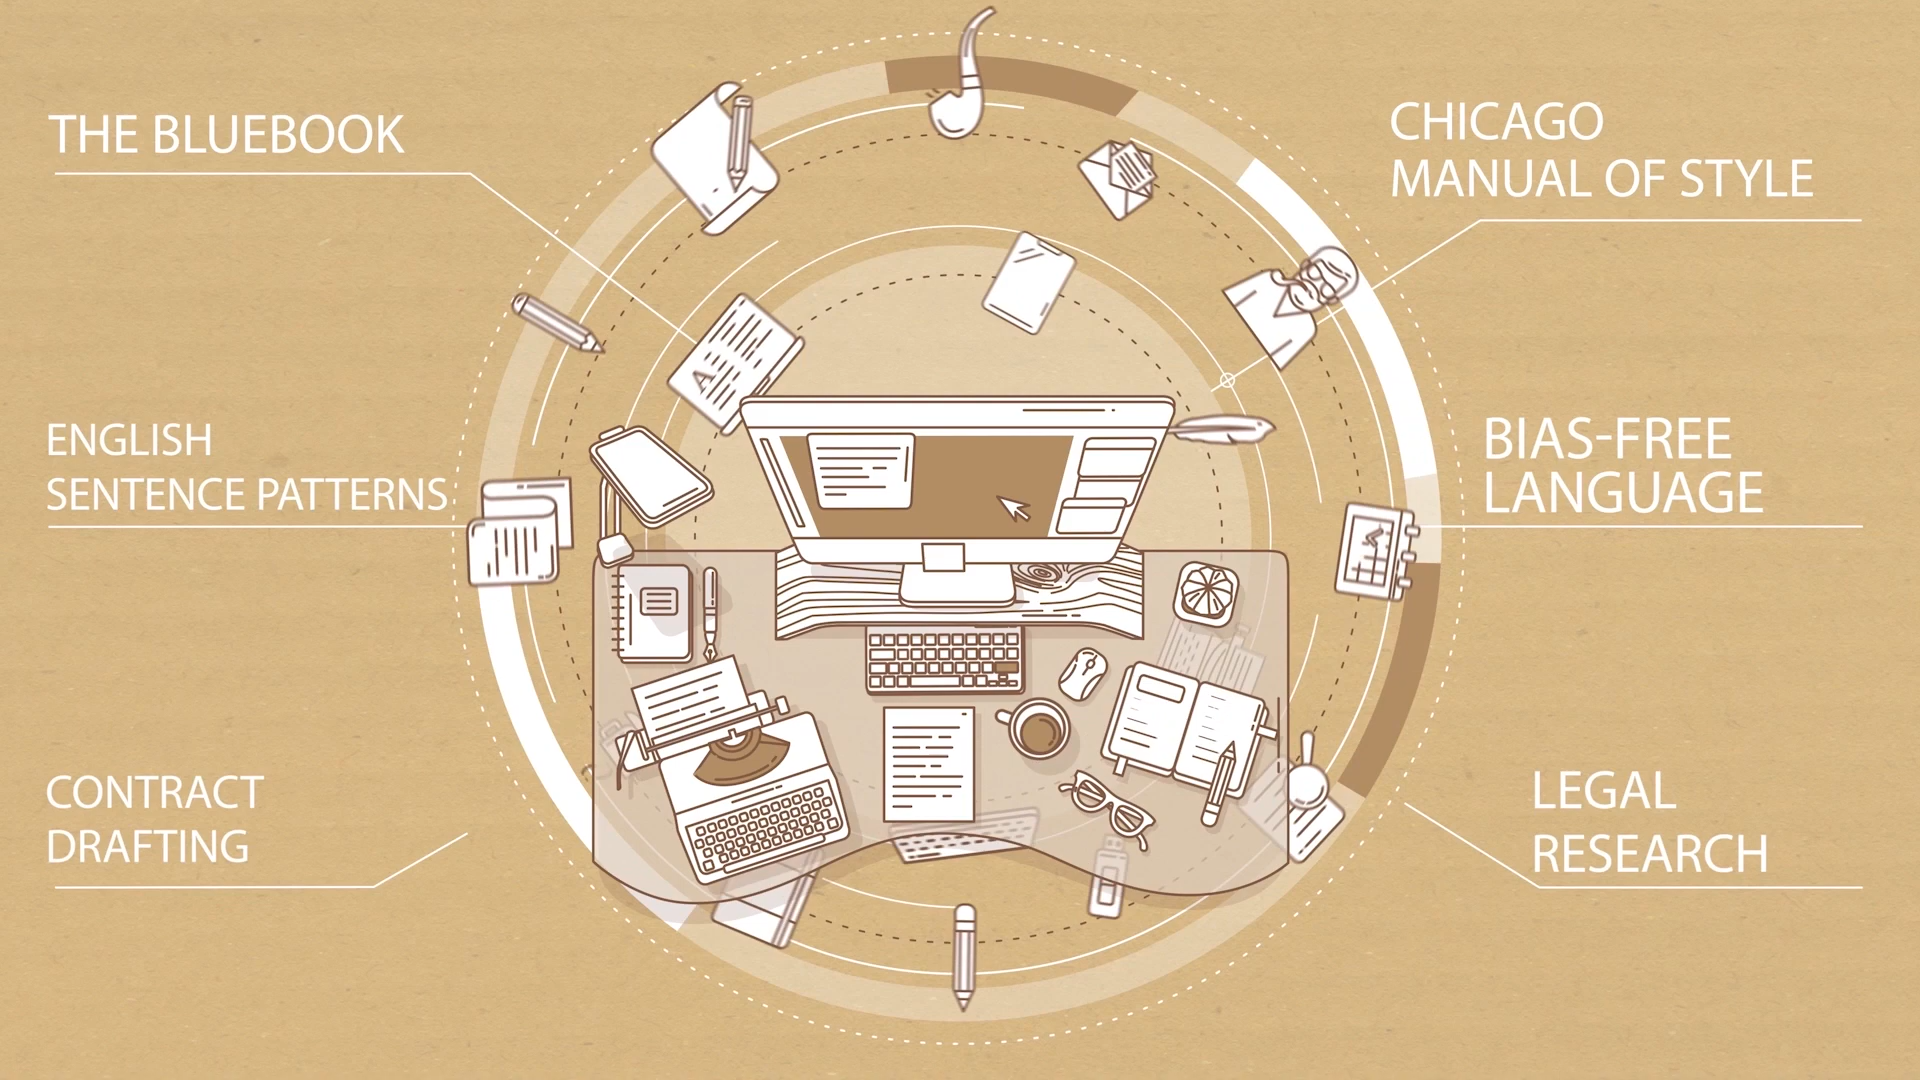 THE BLUEBOOK
ENGLISH
SENTENCE PATTERNS
CONTRACT
DRAFTING
CHICAGO
MANUAL OF STYLE
BIAS-FREE
LANGUAGE
LEGAL
RESEARCH
A